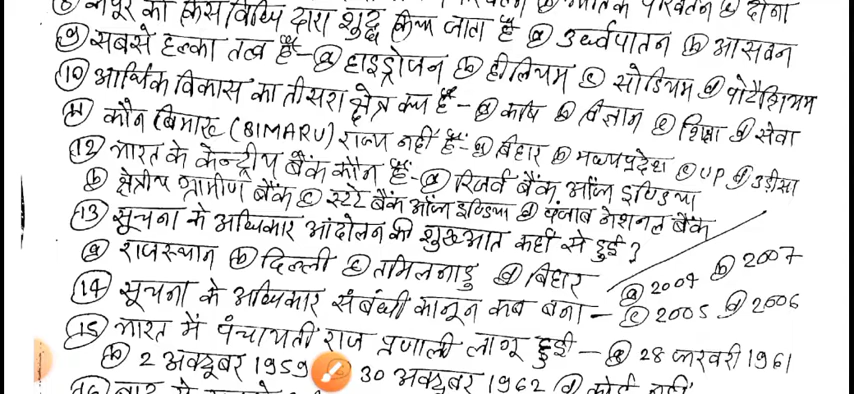 ⑧ कपूर को किस विधि द्वारा शुद्ध किया जाता है ⓐ उर्ध्वपातन ⓑ आसवन
⑨ सबसे हल्का तत्व है - ⓐ हाइड्रोजन ⓑ हीलियम ⓒ सोडियम ⓓ पोटैशियम
⑩ आर्थिक विकास का तीसरा क्षेत्र क्या है - ⓐ कृषि ⓑ विज्ञान ⓒ शिक्षा ⓓ सेवा
⑪ कौन बिमारू (BIMARU) राज्य नहीं है - ⓐ बिहार ⓑ मध्यप्रदेश ⓒ UP ⓓ उड़ीसा
⑫ भारत के केन्द्रीय बैंक कौन है - ⓐ रिजर्व बैंक ऑफ इण्डिया
ⓑ क्षेत्रीय ग्रामीण बैंक ⓒ स्टेट बैंक ऑफ इण्डिया ⓓ पंजाब नेशनल बैंक
⑬ सूचना के अधिकार आंदोलन की शुरुआत कहाँ से हुई ?
ⓐ राजस्थान ⓑ दिल्ली ⓒ तमिलनाडु ⓓ बिहार
⑭ सूचना के अधिकार संबंधी कानून कब बना - ⓐ 2004 ⓑ 2007
ⓒ 2005 ⓓ 2006
⑮ भारत में पंचायती राज प्रणाली लागू हुई - ⓐ 28 फरवरी 1961
ⓑ 2 अक्टूबर 1959 30 अक्टूबर 1962 ⓓ कोई नहीं